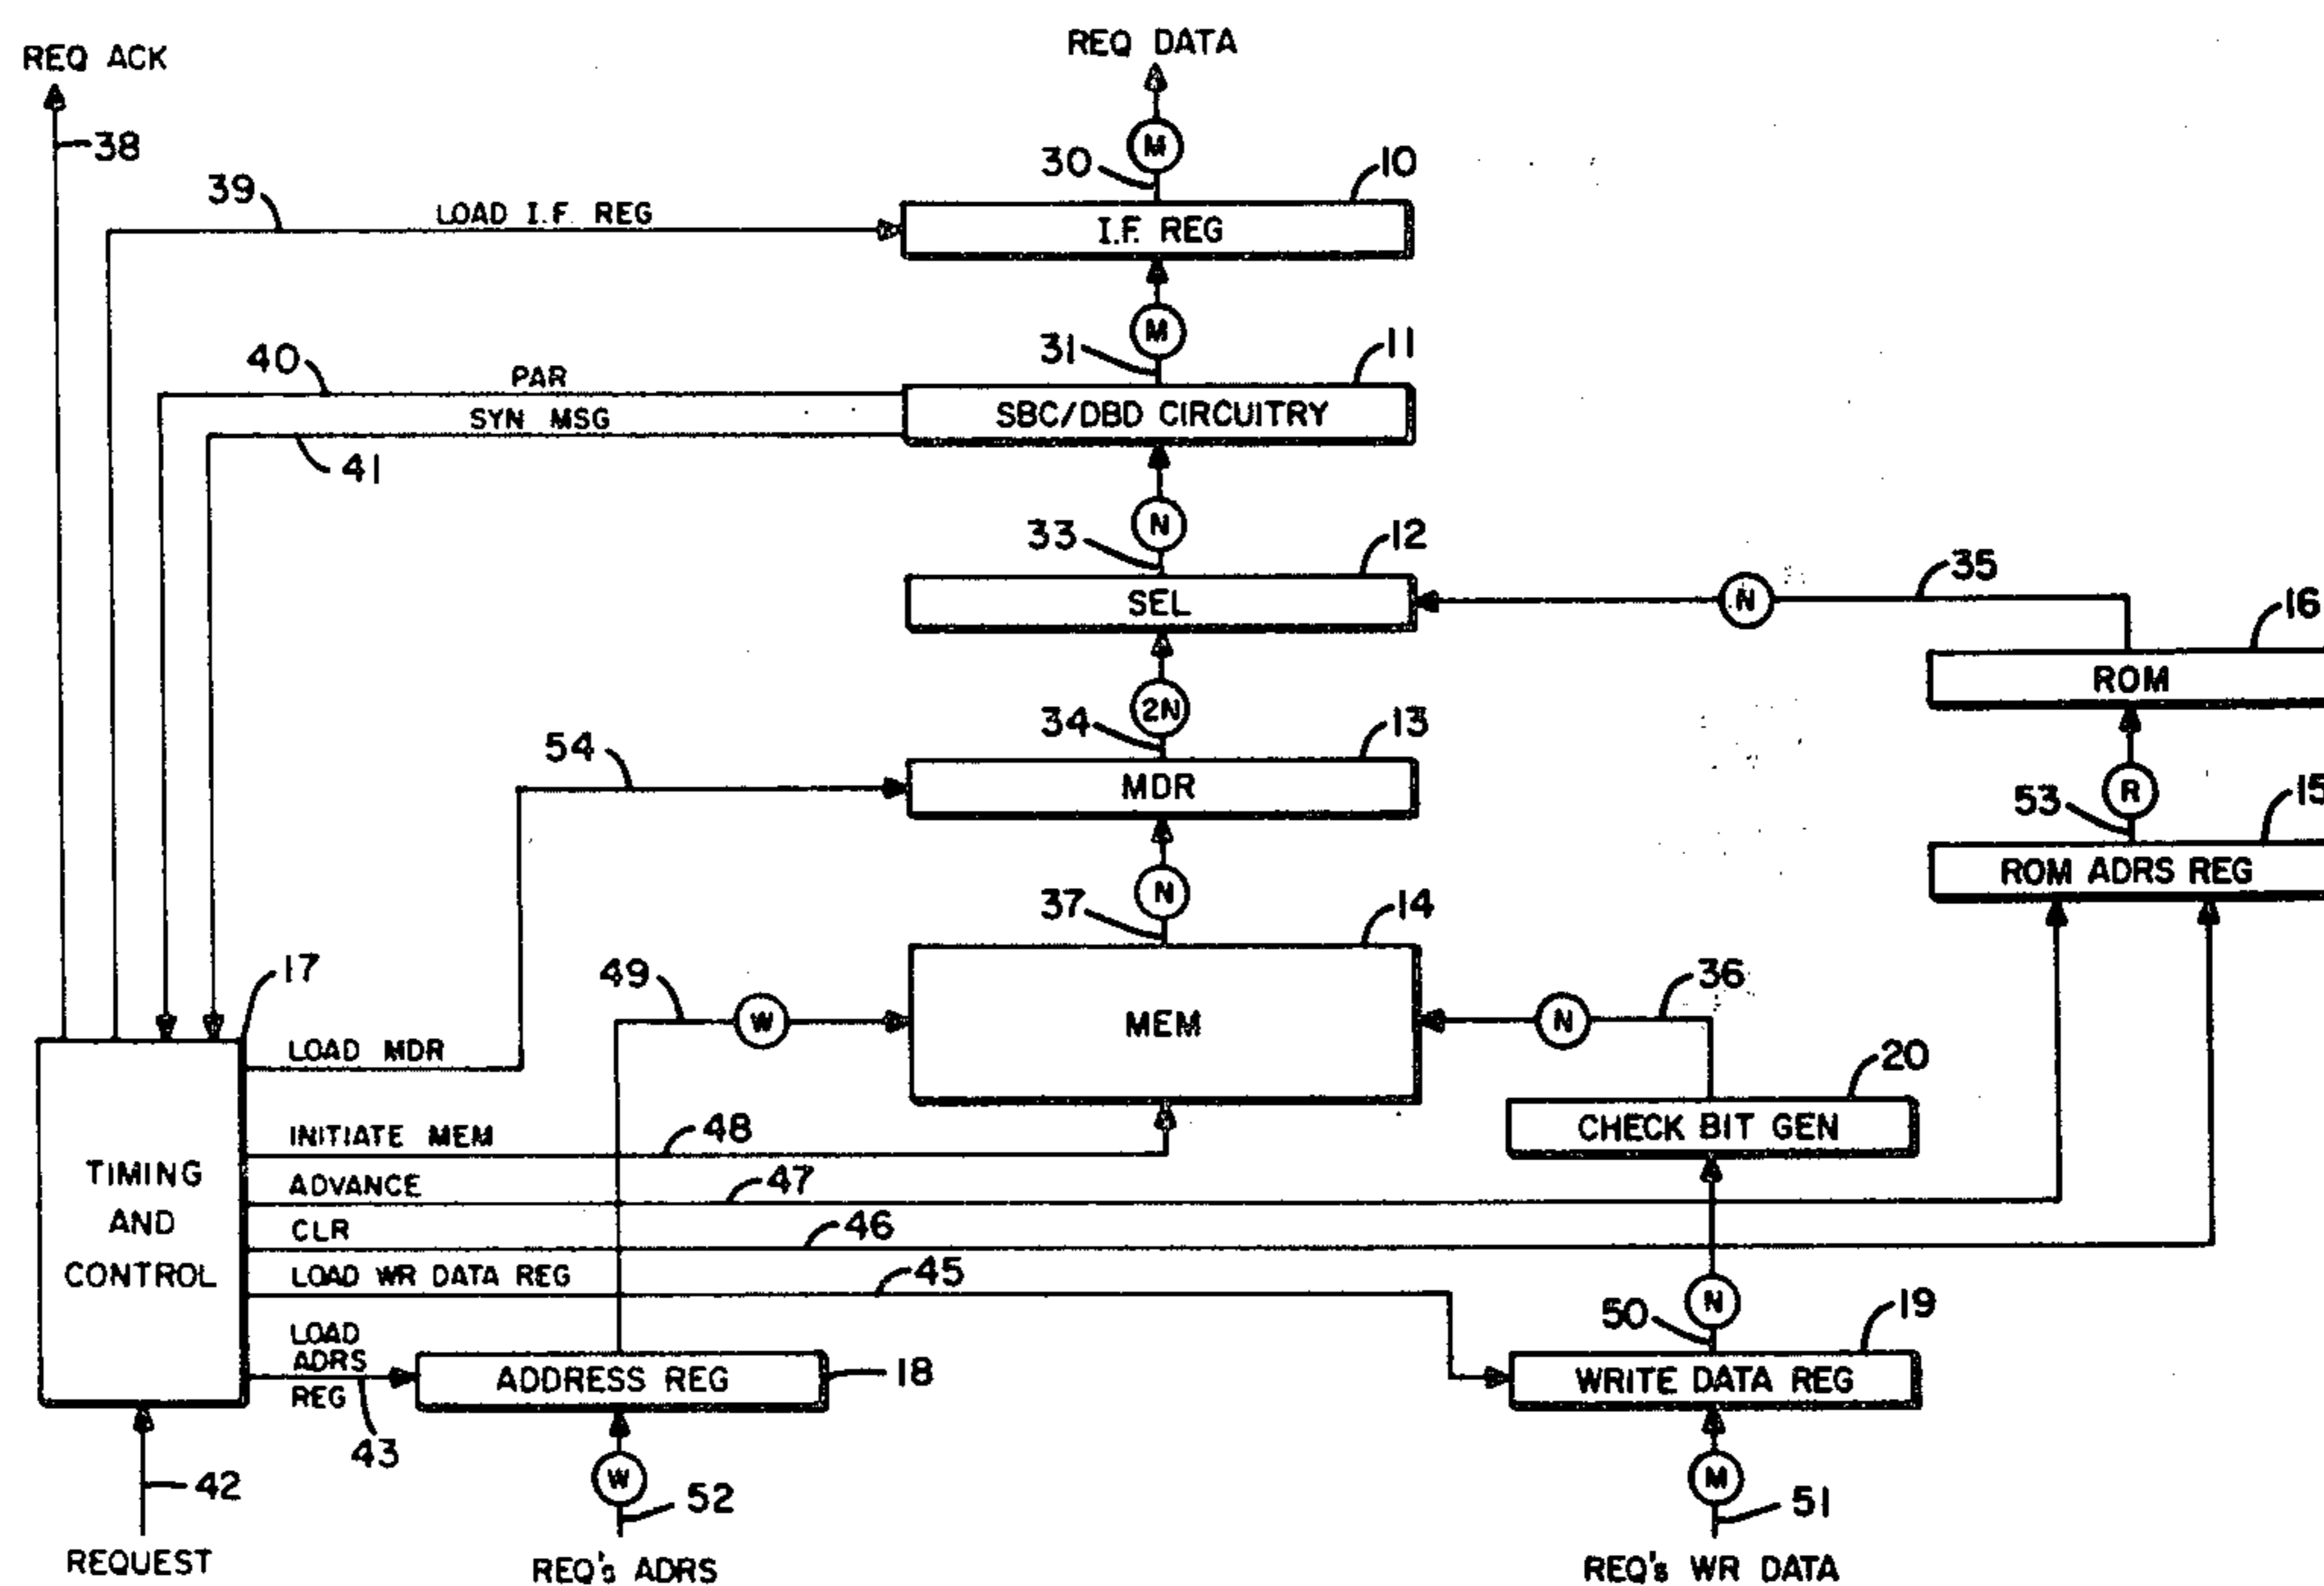 REQ ACK
REQ DATA
38
M
30
10
39
LOAD I.F. REG
I.F. REG
M
31
11
40
PAR
SBC/DBD CIRCUITRY
SYN MSG
41
N
33
12
35
SEL
N
16
ROM
2N
34
13
54
MDR
R
53
15
ROM ADRS REG
N
37
14
17
49
W
MEM
N
36
LOAD MDR
20
CHECK BIT GEN
INITIATE MEM
48
TIMING
AND
CONTROL
ADVANCE
47
CLR
46
LOAD WR DATA REG
45
N
50
19
LOAD
ADRS
REG
43
ADDRESS REG
18
WRITE DATA REG
42
W
52
M
51
REQUEST
REQ's ADRS
REQ's WR DATA